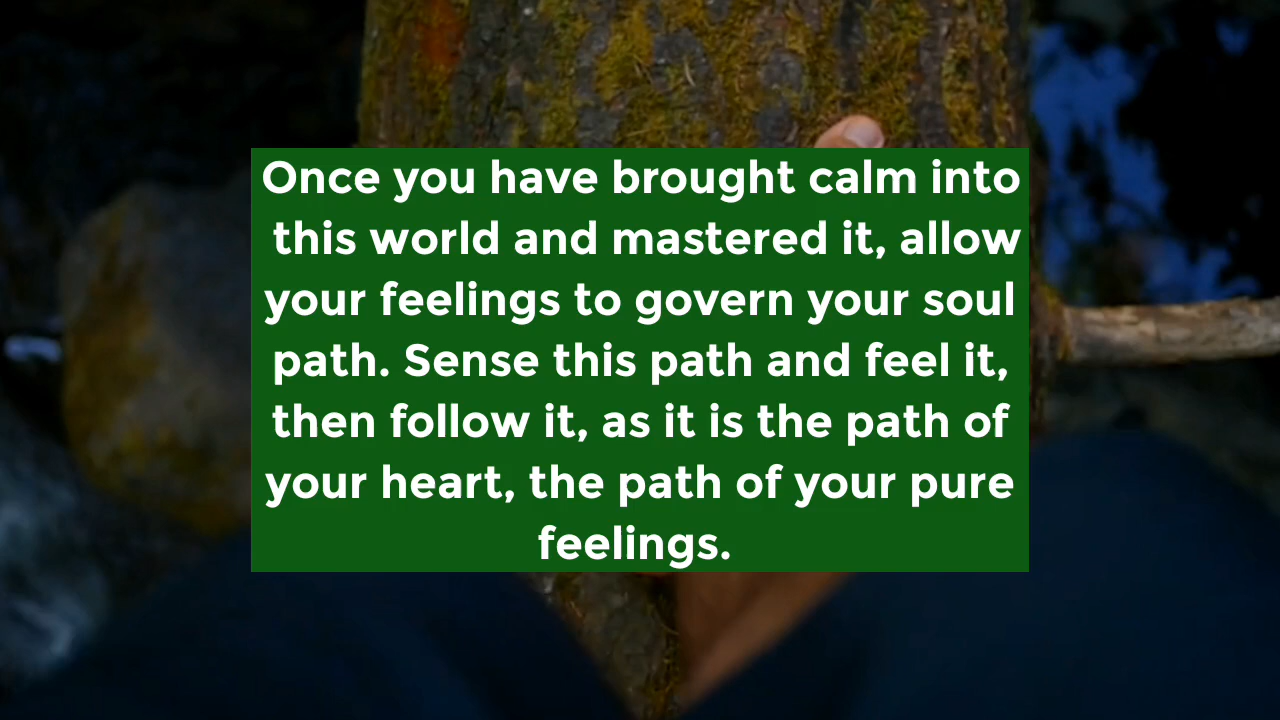 Once you have brought calm into
this world and mastered it, allow
your feelings to govern your soul
path. Sense this path and feel it,
then follow it, as it is the path of
your heart, the path of your pure
feelings.